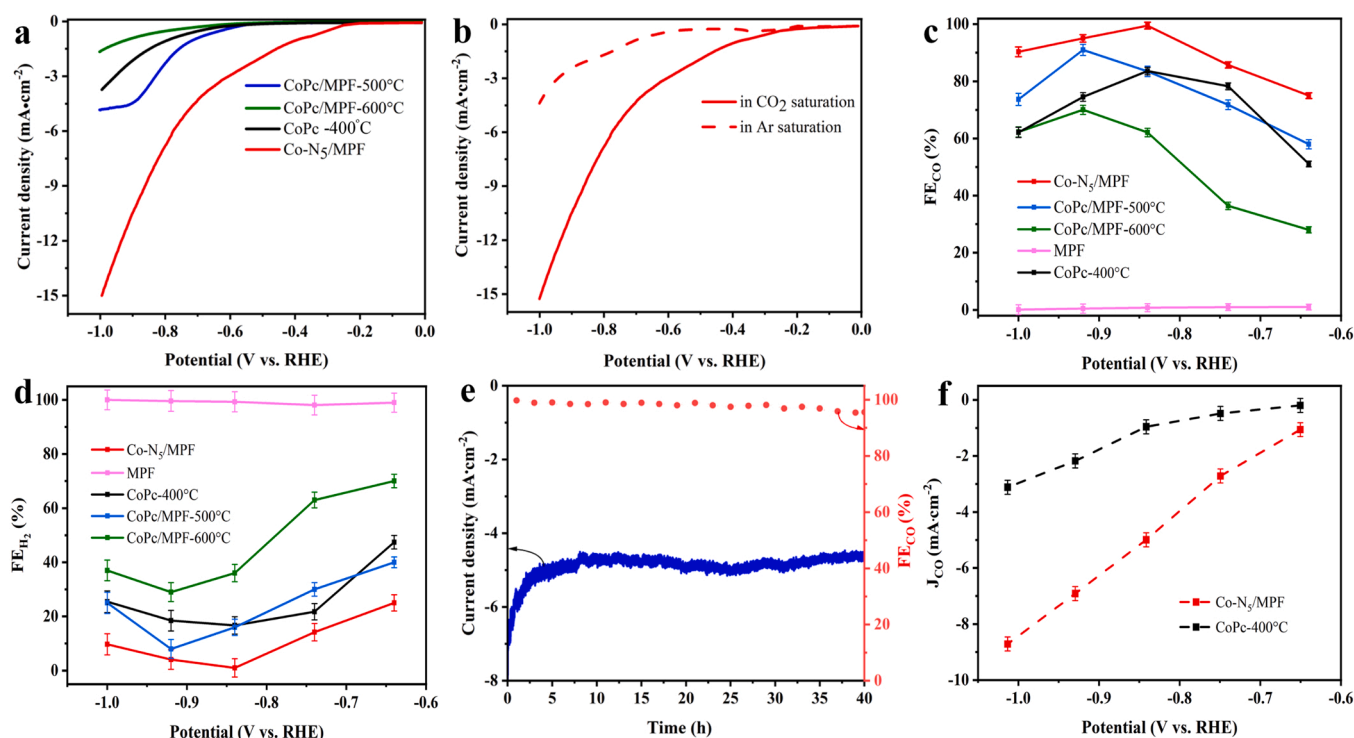 a
0
-3
-6
-9
-12
-15
Current density (mA•cm⁻²)
CoPc/MPF-500°C
CoPc/MPF-600°C
CoPc -400°C
Co-N₅/MPF
-1.0
-0.8
-0.6
-0.4
-0.2
0.0
Potential (V vs. RHE)
b
0
-3
-6
-9
-12
-15
Current density (mA•cm⁻²)
in CO₂ saturation
in Ar saturation
-1.0
-0.8
-0.6
-0.4
-0.2
0.0
Potential (V vs. RHE)
c
100
80
60
40
20
0
FE_CO (%)
Co-N₅/MPF
CoPc/MPF-500°C
CoPc/MPF-600°C
MPF
CoPc-400°C
-1.0
-0.9
-0.8
-0.7
-0.6
Potential (V vs. RHE)
d
100
80
60
40
20
0
FE_H₂ (%)
Co-N₅/MPF
MPF
CoPc-400°C
CoPc/MPF-500°C
CoPc/MPF-600°C
-1.0
-0.9
-0.8
-0.7
-0.6
Potential (V vs. RHE)
e
0
-2
-4
-6
-8
Current density (mA·cm⁻²)
100
80
60
40
20
0
FE_CO (%)
0
5
10
15
20
25
30
35
40
Time (h)
f
0
-2
-4
-6
-8
-10
J_CO (mA·cm⁻²)
Co-N₅/MPF
CoPc-400°C
-1.0
-0.9
-0.8
-0.7
-0.6
Potential (V vs. RHE)